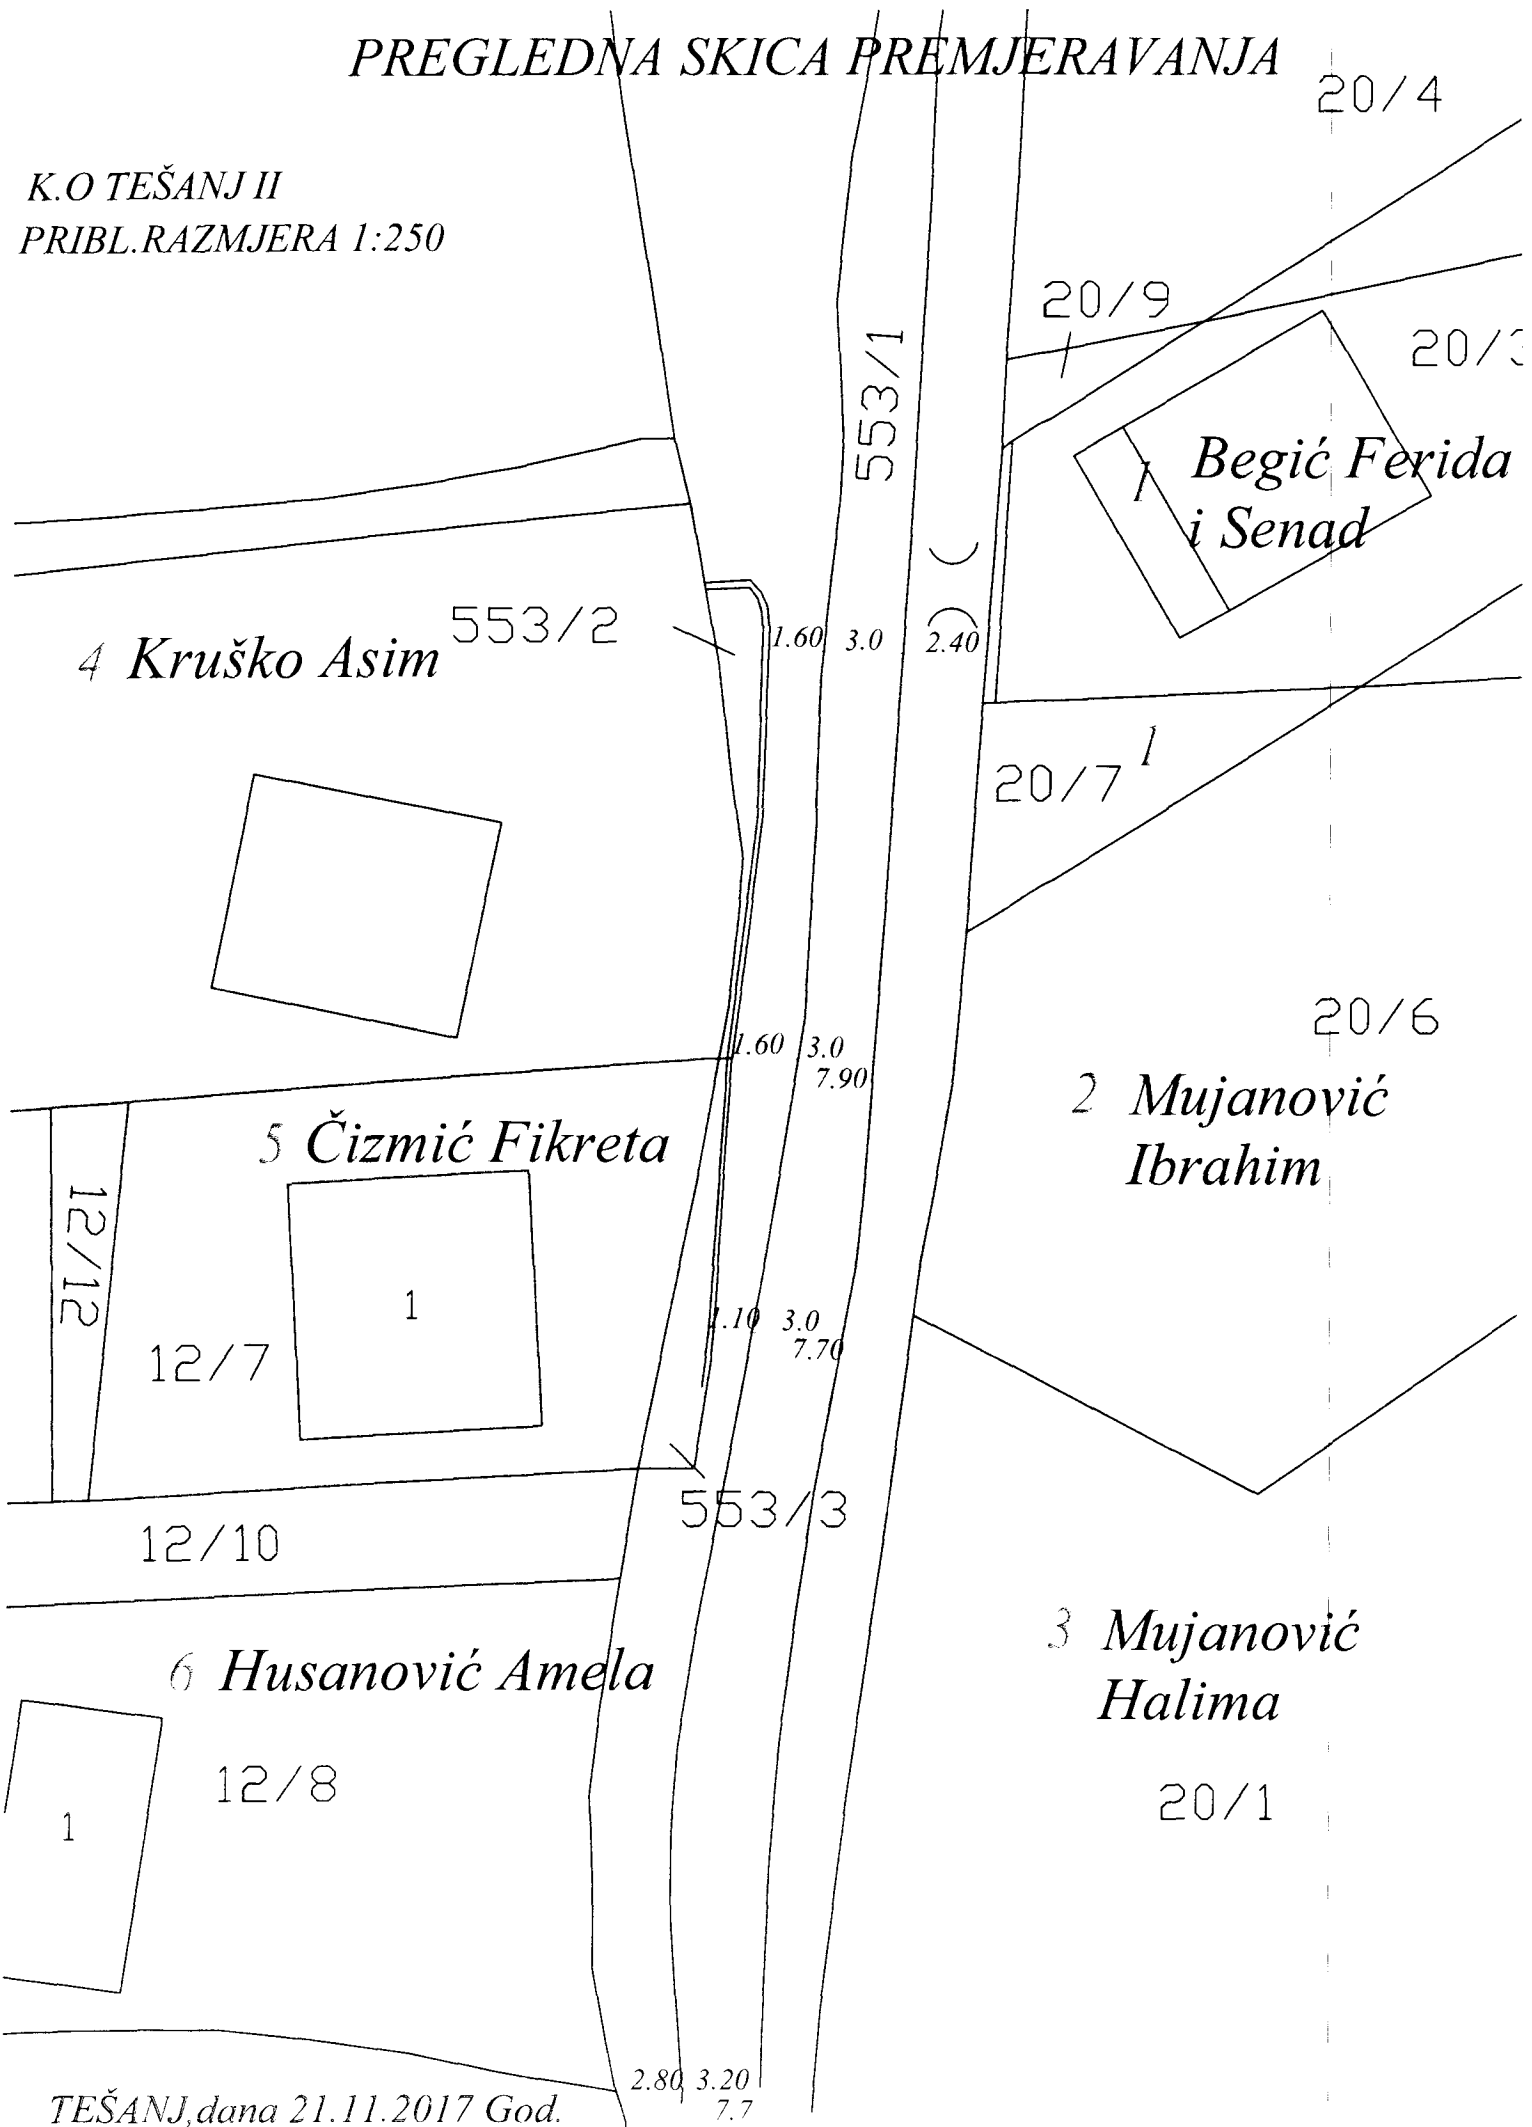 PREGLEDNA SKICA PREMJERAVANJA
20/4
K.O TEŠANJ II
PRIBL.RAZMJERA 1:250
20/9
553/1
20/3
1 Begić Ferida
i Senad
553/2
4 Kruško Asim
1.60 3.0 2.40
20/7
1
20/6
1.60 3.0
7.90
2 Mujanović
Ibrahim
5 Čizmić Fikreta
12/12
1
1.10 3.0
7.70
12/7
553/3
12/10
3 Mujanović
Halima
6 Husanović Amela
12/8
20/1
1
2.80 3.20
7.7
TEŠANJ,dana 21.11.2017 God.